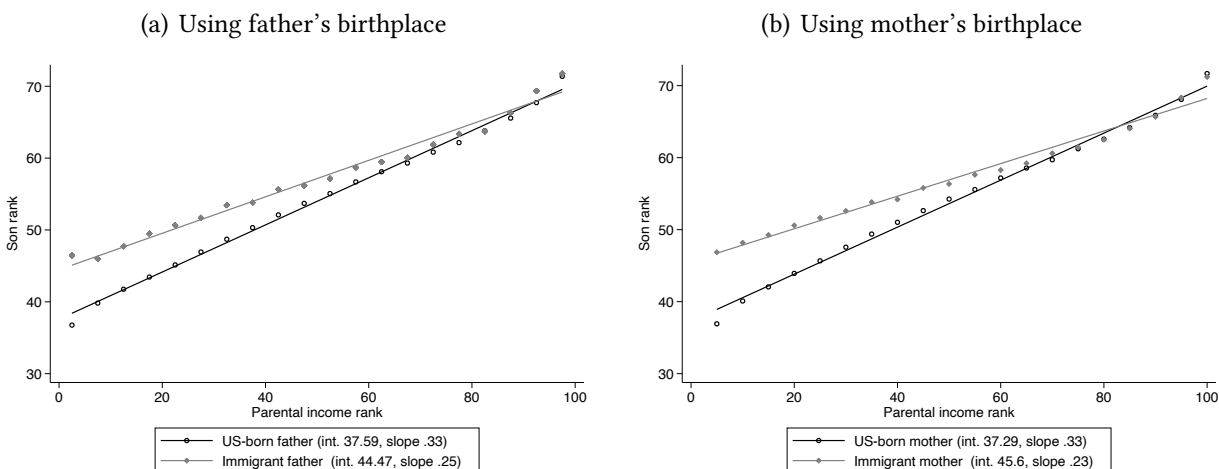 (a) Using father's birthplace
70
60
50
40
30
Son rank
0 20 40 60 80 100
Parental income rank
US-born father (int. 37.59, slope .33)
Immigrant father (int. 44.47, slope .25)
(b) Using mother's birthplace
70
60
50
40
30
Son rank
0 20 40 60 80 100
Parental income rank
US-born mother (int. 37.29, slope .33)
Immigrant mother (int. 45.6, slope .23)